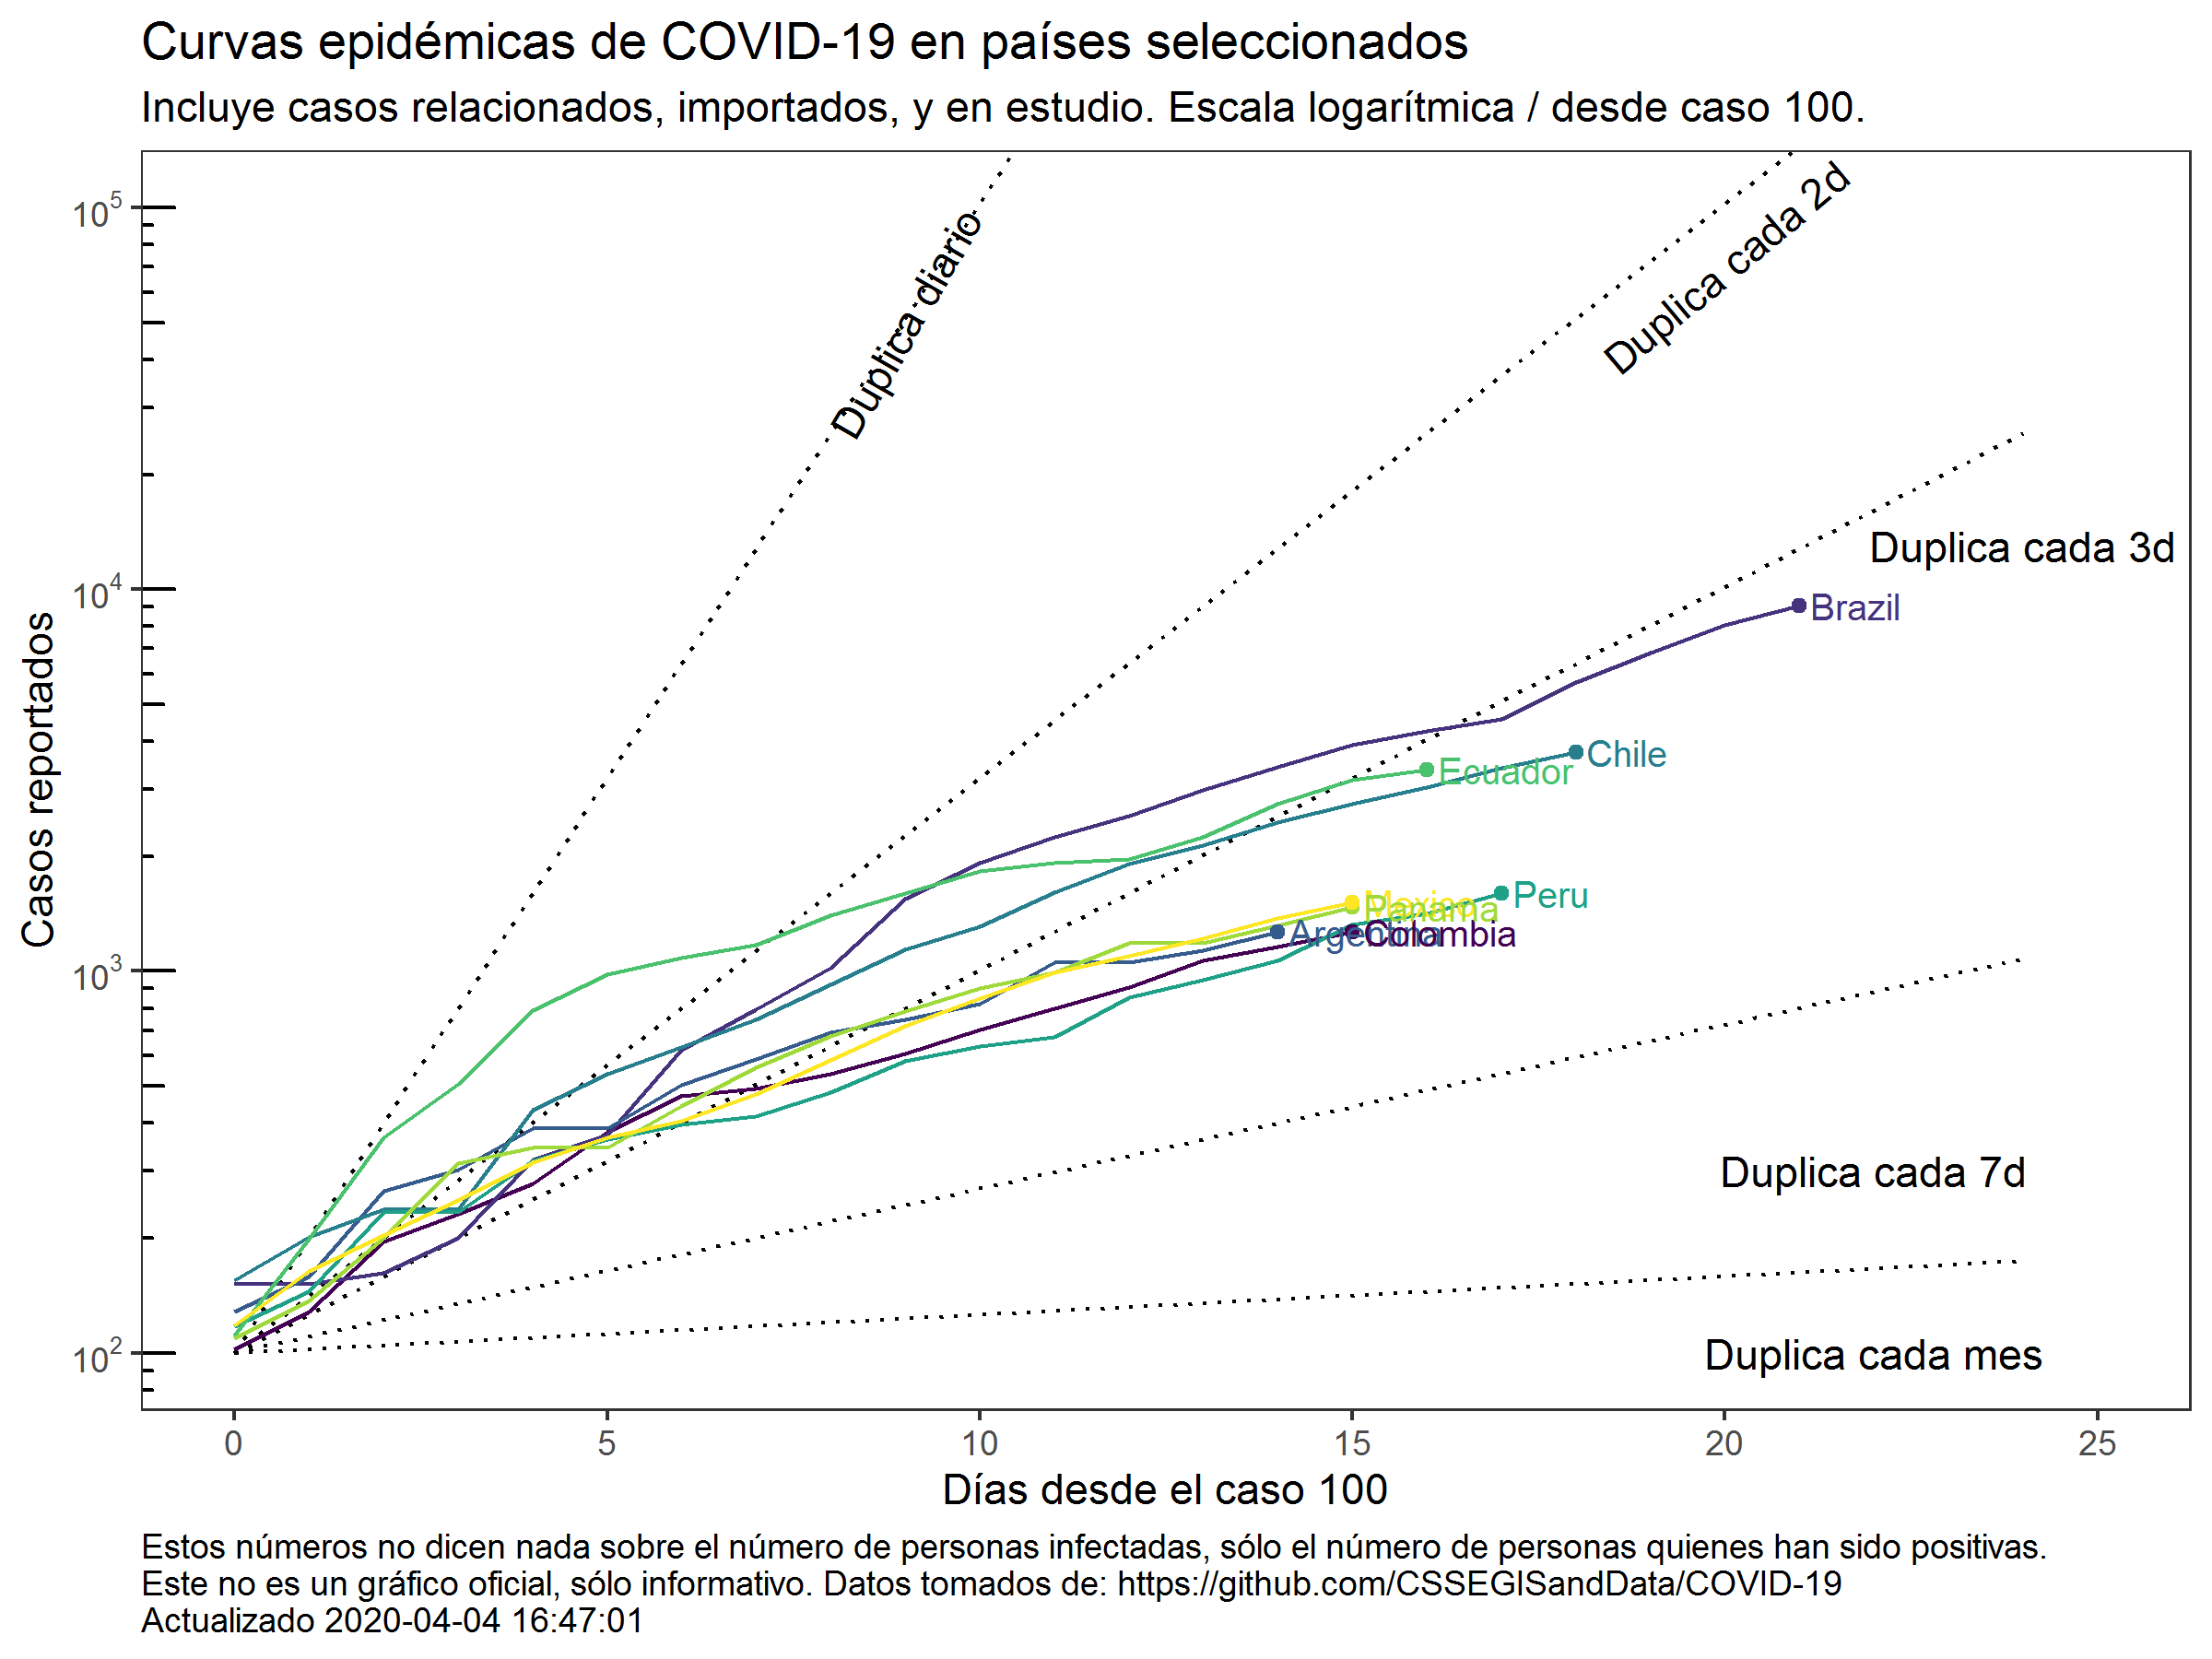 Curvas epidémicas de COVID-19 en países seleccionados
Incluye casos relacionados, importados, y en estudio. Escala logarítmica / desde caso 100.
Casos reportados
10^5
10^4
10^3
10^2
Duplica diario
Duplica cada 2d
Duplica cada 3d
Brazil
Chile
Ecuador
Peru
Mexico
Panama
Argentina
Colombia
Duplica cada 7d
Duplica cada mes
0 5 10 15 20 25
Días desde el caso 100
Estos números no dicen nada sobre el número de personas infectadas, sólo el número de personas quienes han sido positivas.
Este no es un gráfico oficial, sólo informativo. Datos tomados de: https://github.com/CSSEGISandData/COVID-19
Actualizado 2020-04-04 16:47:01